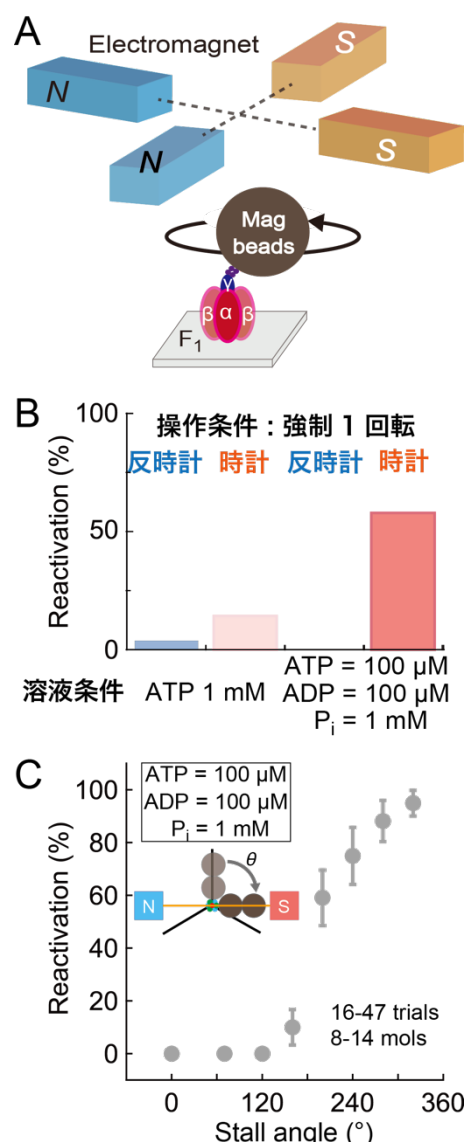 A
Electromagnet
N
S
N
S
Mag
beads
γ
β α β
F1
B
操作条件 : 強制 1 回転
反時計 時計 反時計 時計
Reactivation (%)
100
50
0
溶液条件
ATP 1 mM
ATP = 100 μM
ADP = 100 μM
Pi = 1 mM
C
ATP = 100 μM
ADP = 100 μM
Pi = 1 mM
θ
N
S
Reactivation (%)
100
80
60
40
20
0
16-47 trials
8-14 mols
0 120 240 360
Stall angle (°)